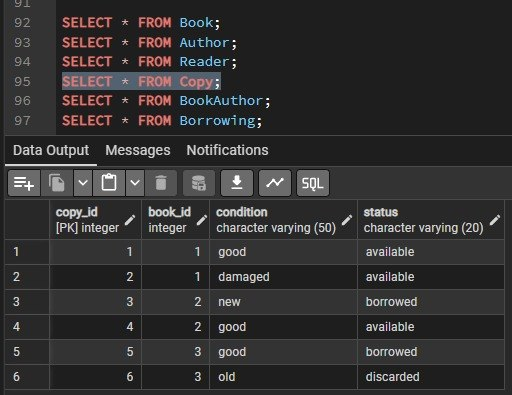 91
92 SELECT * FROM Book;
93 SELECT * FROM Author;
94 SELECT * FROM Reader;
95 SELECT * FROM Copy;
96 SELECT * FROM BookAuthor;
97 SELECT * FROM Borrowing;
Data Output Messages Notifications
SQL
copy_id book_id condition status
[PK] integer integer character varying (50) character varying (20)
1 1 1 good available
2 2 1 damaged available
3 3 2 new borrowed
4 4 2 good available
5 5 3 good borrowed
6 6 3 old discarded